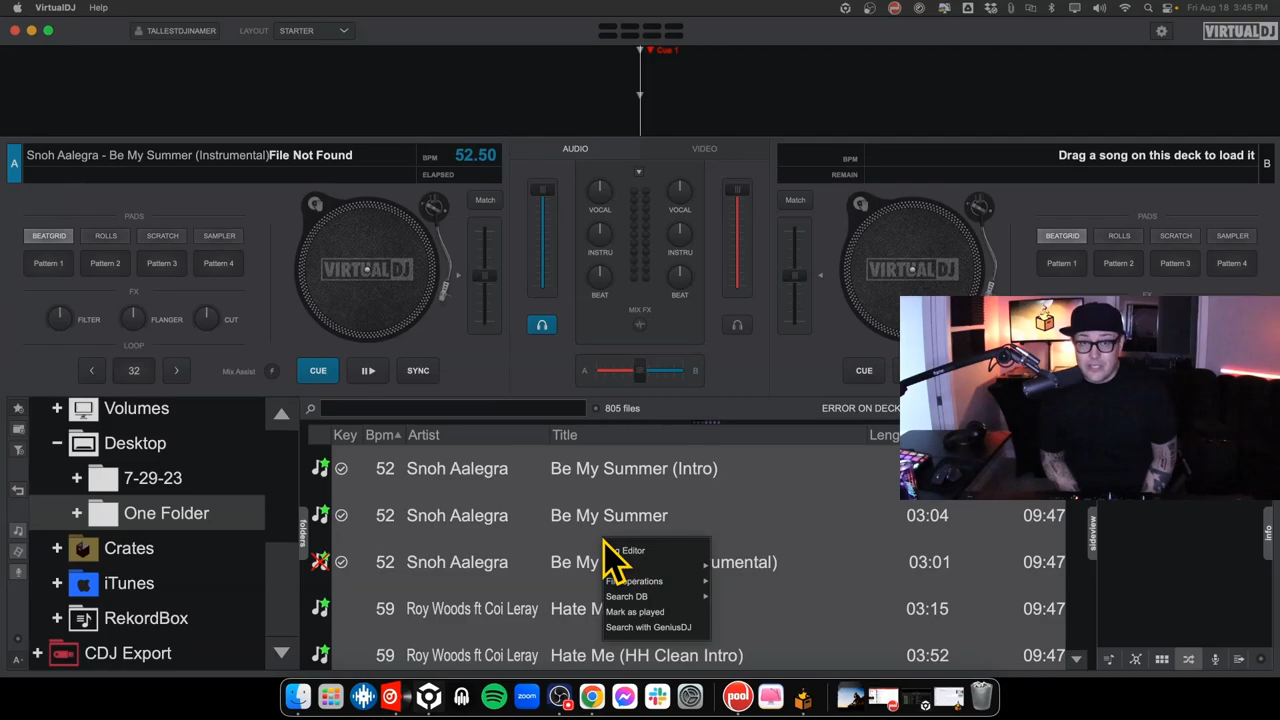 VirtualDJ Help Fri Aug 18 3:45 PM
TALLESTDJINAMER LAYOUT STARTER VIRTUALDJ
Cue 1
A Snoh Aalegra - Be My Summer (Instrumental)File Not Found BPM 52.50
ELAPSED
AUDIO VIDEO
BPM Drag a song on this deck to load it B
REMAIN
PADS Match VOCAL VOCAL Match PADS
BEATGRID ROLLS SCRATCH SAMPLER
Pattern 1 Pattern 2 Pattern 3 Pattern 4
VIRTUALDJ
INSTRU INSTRU
BEAT BEAT
VIRTUALDJ
BEATGRID ROLLS SCRATCH SAMPLER
Pattern 1 Pattern 2 Pattern 3 Pattern 4
FX
FILTER FLANGER CUT
MIX FX
LOOP
32 Mix Assist CUE SYNC
A B
CUE
805 files ERROR ON DECK
Volumes
Desktop
7-29-23
One Folder
Crates
iTunes
RekordBox
CDJ Export
folders
Key Bpm Artist Title Leng
52 Snoh Aalegra Be My Summer (Intro)
52 Snoh Aalegra Be My Summer 03:04 09:47
52 Snoh Aalegra Be My umental) 03:01 09:47
59 Roy Woods ft Coi Leray Hate M 03:15 09:47
59 Roy Woods ft Coi Leray Hate Me (HH Clean Intro) 03:52 09:47
Editor
operations
Search DB
Mark as played
Search with GeniusDJ
sideview
info
zoom
pool